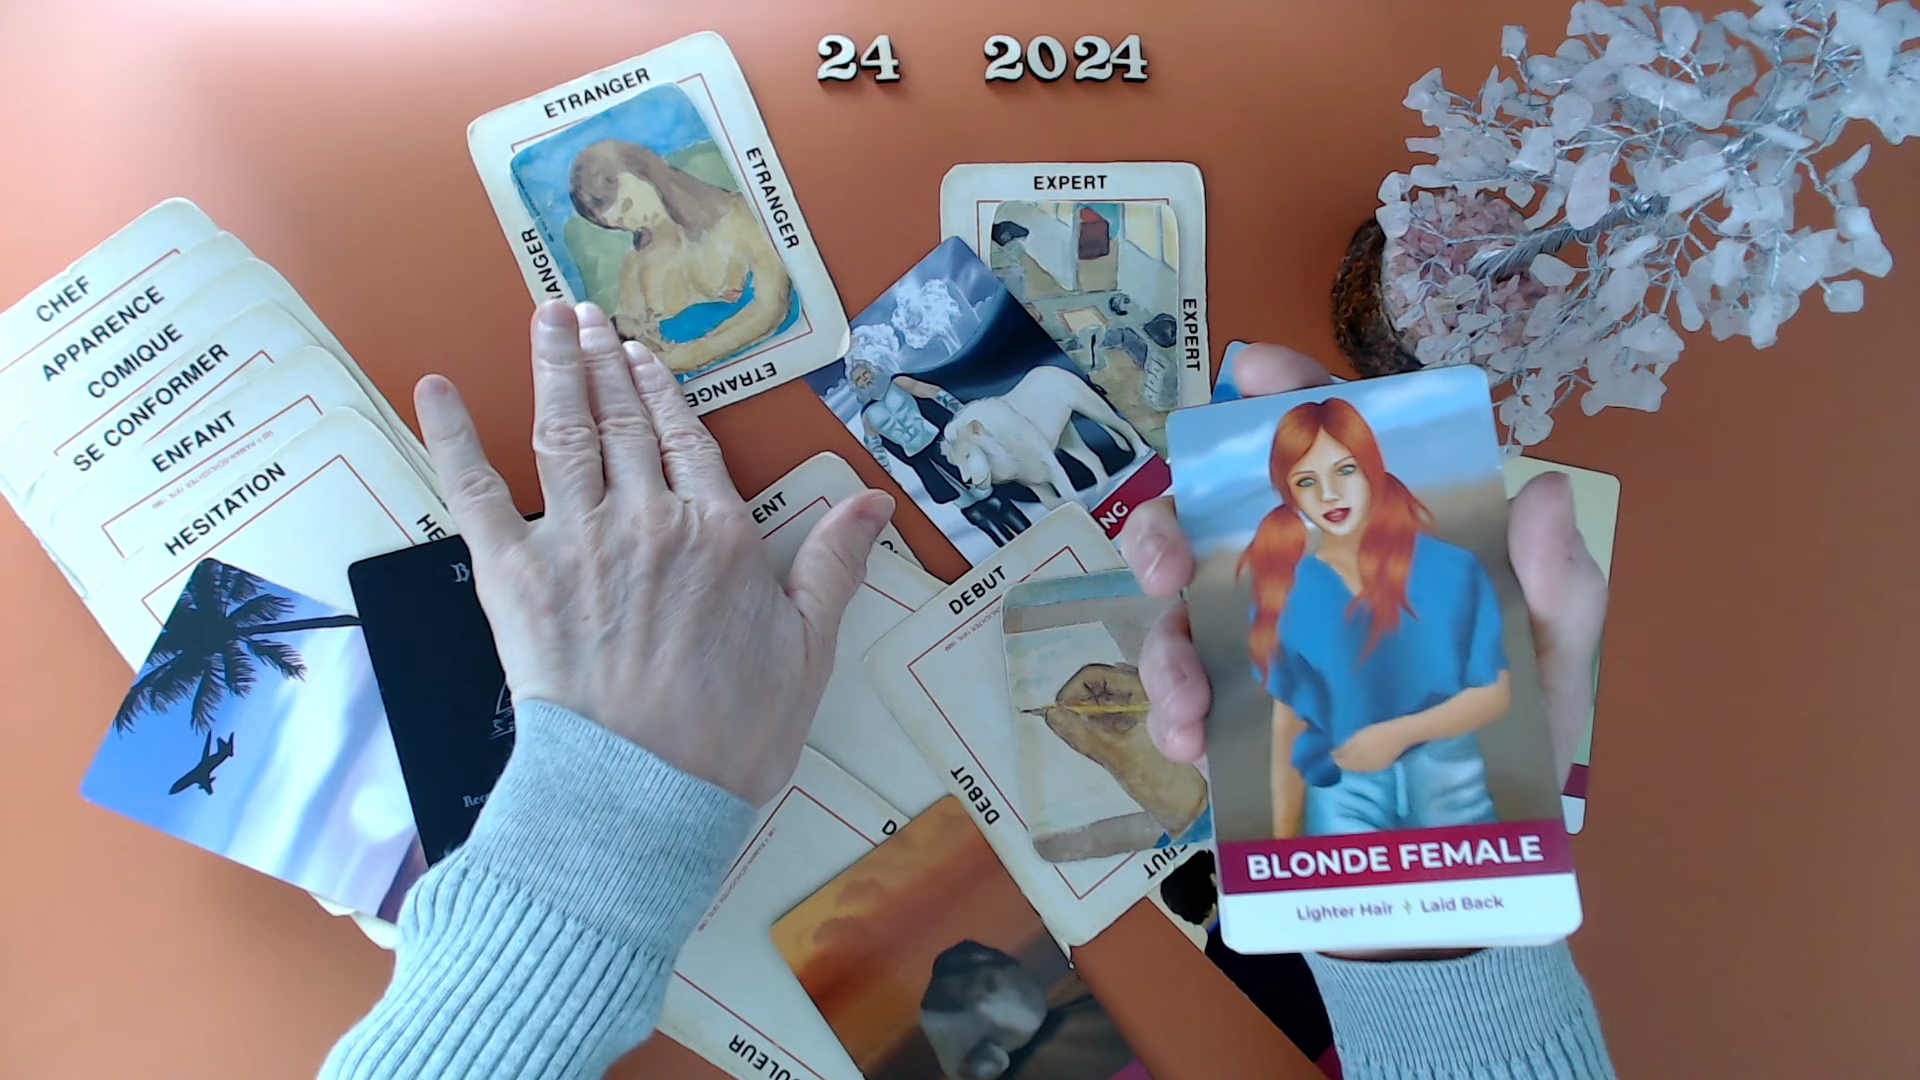 24 2024
ETRANGER
ETRANGER
EXPERT
EXPERT
CHEF
APPARENCE
COMIQUE
SE CONFORMER
ENFANT
HESITATION
HE
DEBUT
DEBUT
BLONDE FEMALE
Lighter Hair Laid Back